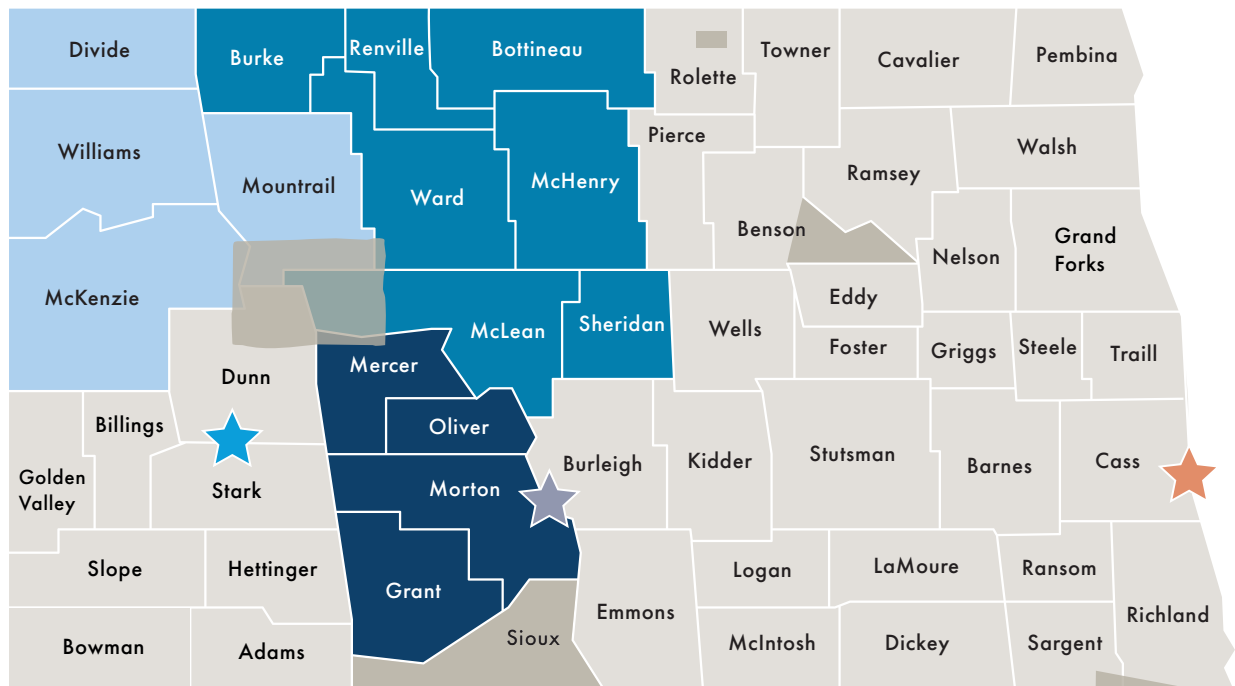 Divide
Burke
Renville
Bottineau
Rolette
Towner
Cavalier
Pembina
Williams
Mountrail
Ward
McHenry
Pierce
Benson
Ramsey
Walsh
Nelson
Grand
Forks
McKenzie
McLean
Sheridan
Wells
Eddy
Foster
Griggs
Steele
Traill
Dunn
Mercer
Oliver
Billings
Golden
Valley
Stark
Morton
Burleigh
Kidder
Stutsman
Barnes
Cass
Slope
Hettinger
Grant
Emmons
Logan
LaMoure
Ransom
Richland
Bowman
Adams
Sioux
McIntosh
Dickey
Sargent